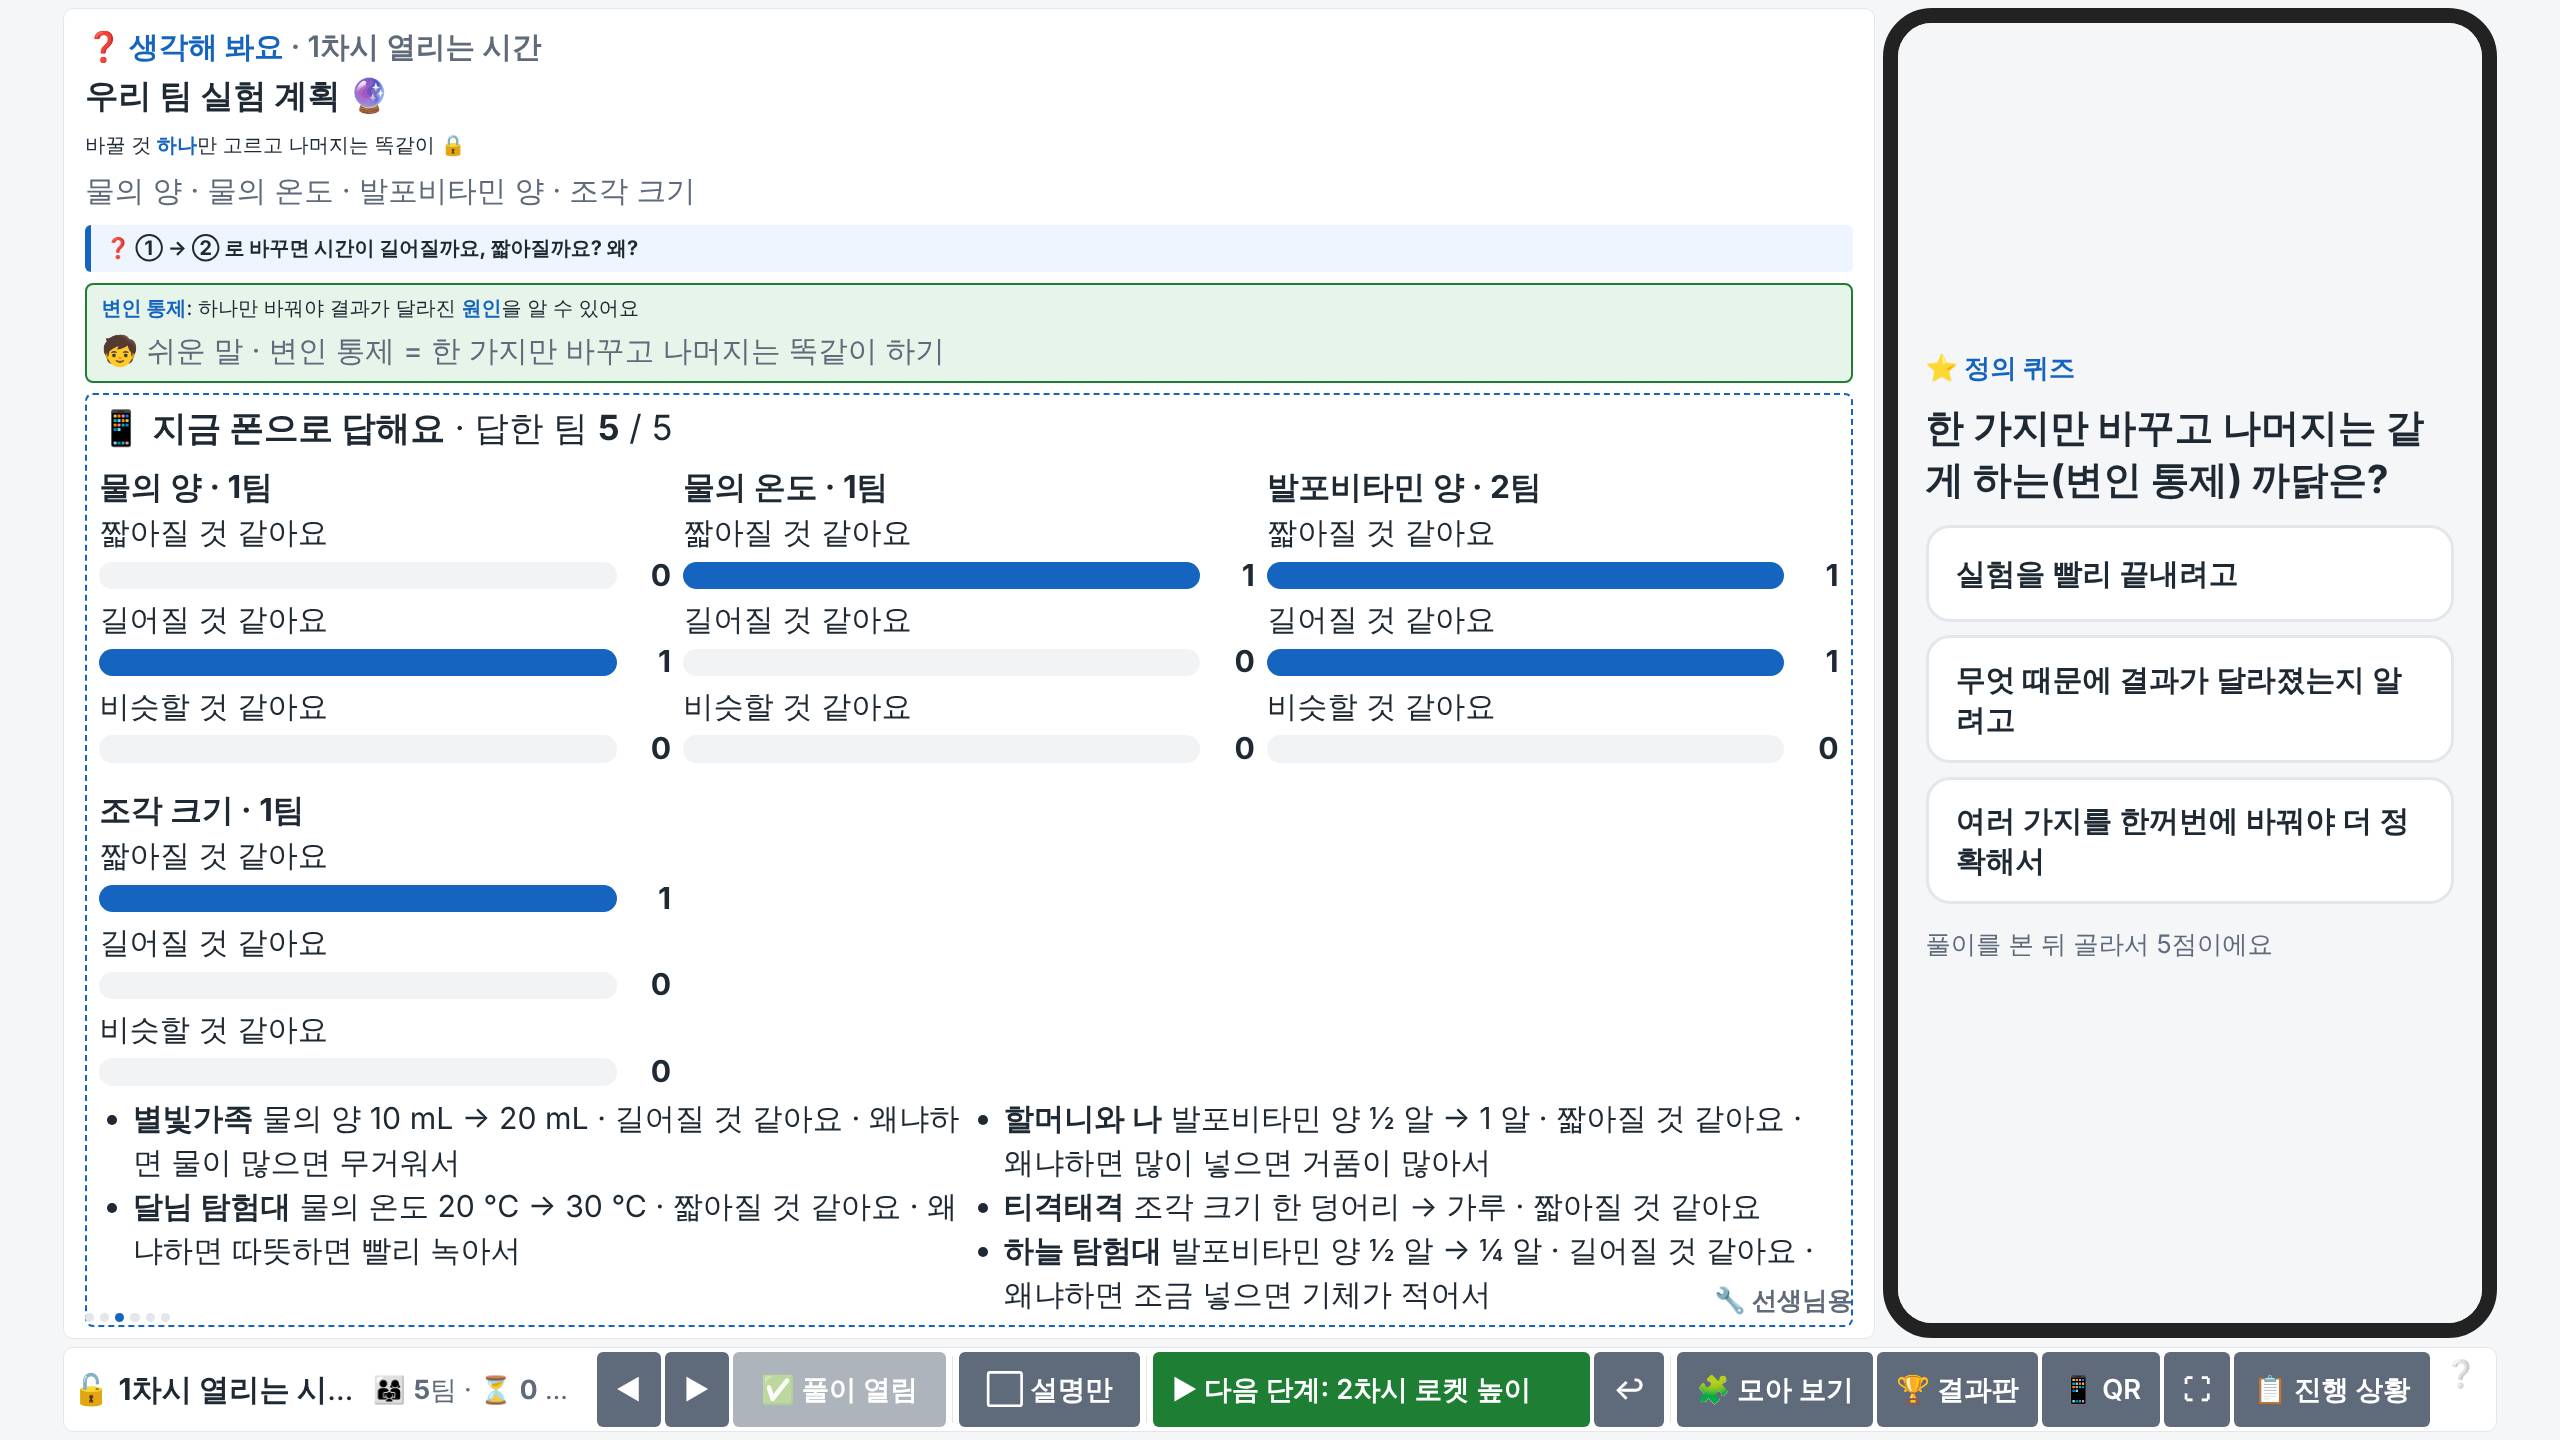 ❓ 생각해 봐요 · 1차시 열리는 시간
우리 팀 실험 계획 🔮
바꿀 것 하나만 고르고 나머지는 똑같이 🔒
물의 양 · 물의 온도 · 발포비타민 양 · 조각 크기
❓ ① → ② 로 바꾸면 시간이 길어질까요, 짧아질까요? 왜?
변인 통제: 하나만 바꿔야 결과가 달라진 원인을 알 수 있어요
🧒 쉬운 말 · 변인 통제 = 한 가지만 바꾸고 나머지는 똑같이 하기
📱 지금 폰으로 답해요 · 답한 팀 5 / 5
물의 양 · 1팀
짧아질 것 같아요
0
길어질 것 같아요
1
비슷할 것 같아요
0
물의 온도 · 1팀
짧아질 것 같아요
1
길어질 것 같아요
0
비슷할 것 같아요
0
발포비타민 양 · 2팀
짧아질 것 같아요
1
길어질 것 같아요
1
비슷할 것 같아요
0
조각 크기 · 1팀
짧아질 것 같아요
1
길어질 것 같아요
0
비슷할 것 같아요
0
• 별빛가족 물의 양 10 mL → 20 mL · 길어질 것 같아요 · 왜냐하
면 물이 많으면 무거워서
• 달님 탐험대 물의 온도 20 °C → 30 °C · 짧아질 것 같아요 · 왜
냐하면 따뜻하면 빨리 녹아서
• 할머니와 나 발포비타민 양 ½ 알 → 1 알 · 짧아질 것 같아요 ·
왜냐하면 많이 넣으면 거품이 많아서
• 티격태격 조각 크기 한 덩어리 → 가루 · 짧아질 것 같아요
• 하늘 탐험대 발포비타민 양 ½ 알 → ¼ 알 · 길어질 것 같아요 ·
왜냐하면 조금 넣으면 기체가 적어서
🔧 선생님용
⭐ 정의 퀴즈
한 가지만 바꾸고 나머지는 같
게 하는(변인 통제) 까닭은?
실험을 빨리 끝내려고
무엇 때문에 결과가 달라졌는지 알
려고
여러 가지를 한꺼번에 바꿔야 더 정
확해서
풀이를 본 뒤 골라서 5점이에요
🔓 1차시 열리는 시... 👨‍👩‍👧 5팀 · ⏳ 0 ... ◀ ▶ ✅ 풀이 열림 ⬜ 설명만 ▶ 다음 단계: 2차시 로켓 높이 ↩ 🧩 모아 보기 🏆 결과판 📱 QR ⛶ 📋 진행 상황 ❔